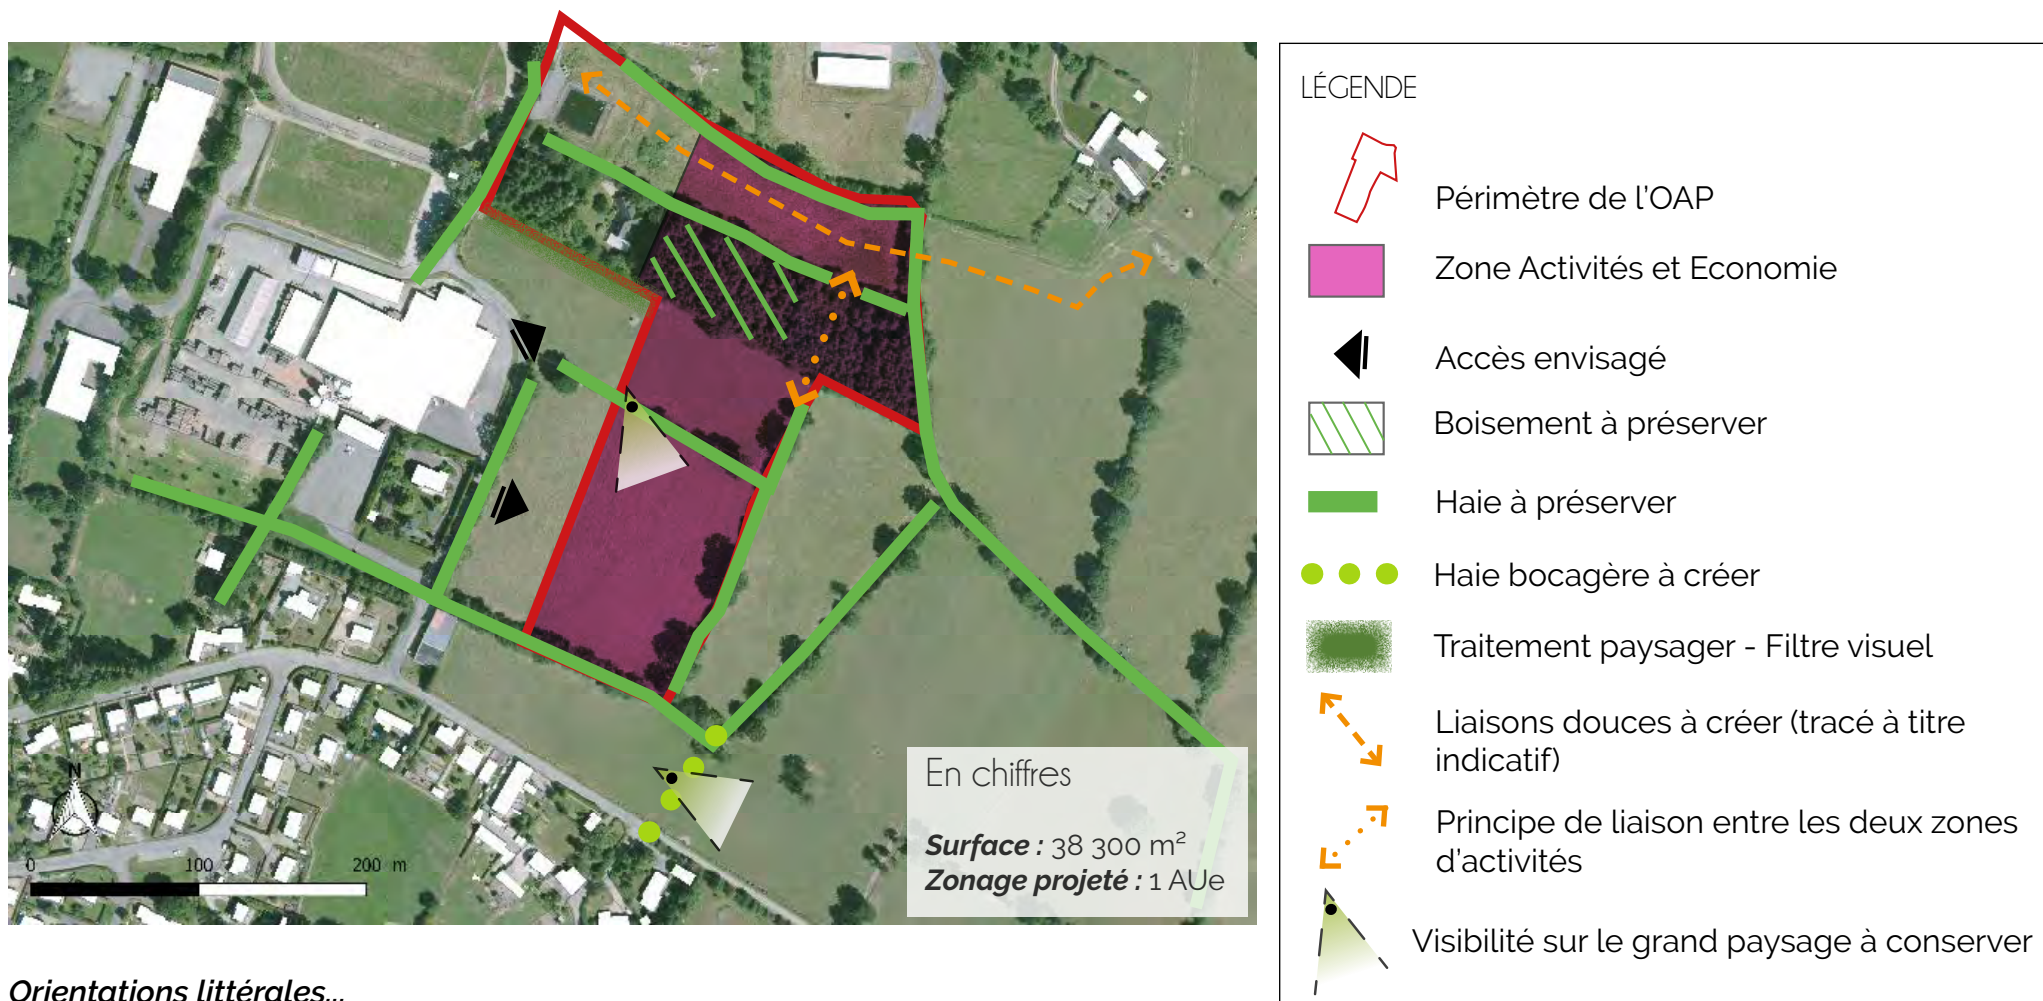 LÉGENDE
Périmètre de l'OAP
Zone Activités et Economie
Accès envisagé
Boisement à préserver
Haie à préserver
Haie bocagère à créer
Traitement paysager - Filtre visuel
Liaisons douces à créer (tracé à titre
indicatif)
Principe de liaison entre les deux zones
d'activités
Visibilité sur le grand paysage à conserver
En chiffres
Surface : 38 300 m²
Zonage projeté : 1 AUe
N
0 100 200 m
Orientations littérales...